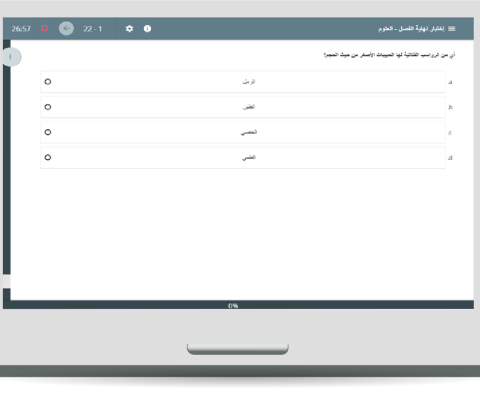 إختبار نهاية الفصل - العلوم
22 - 1
26:57
أي من الرواسب الفتاتية لها الحبيبات الأصغر من حيث الحجم؟
a الرمل
b الطين
c الحصى
d الطمي
0%